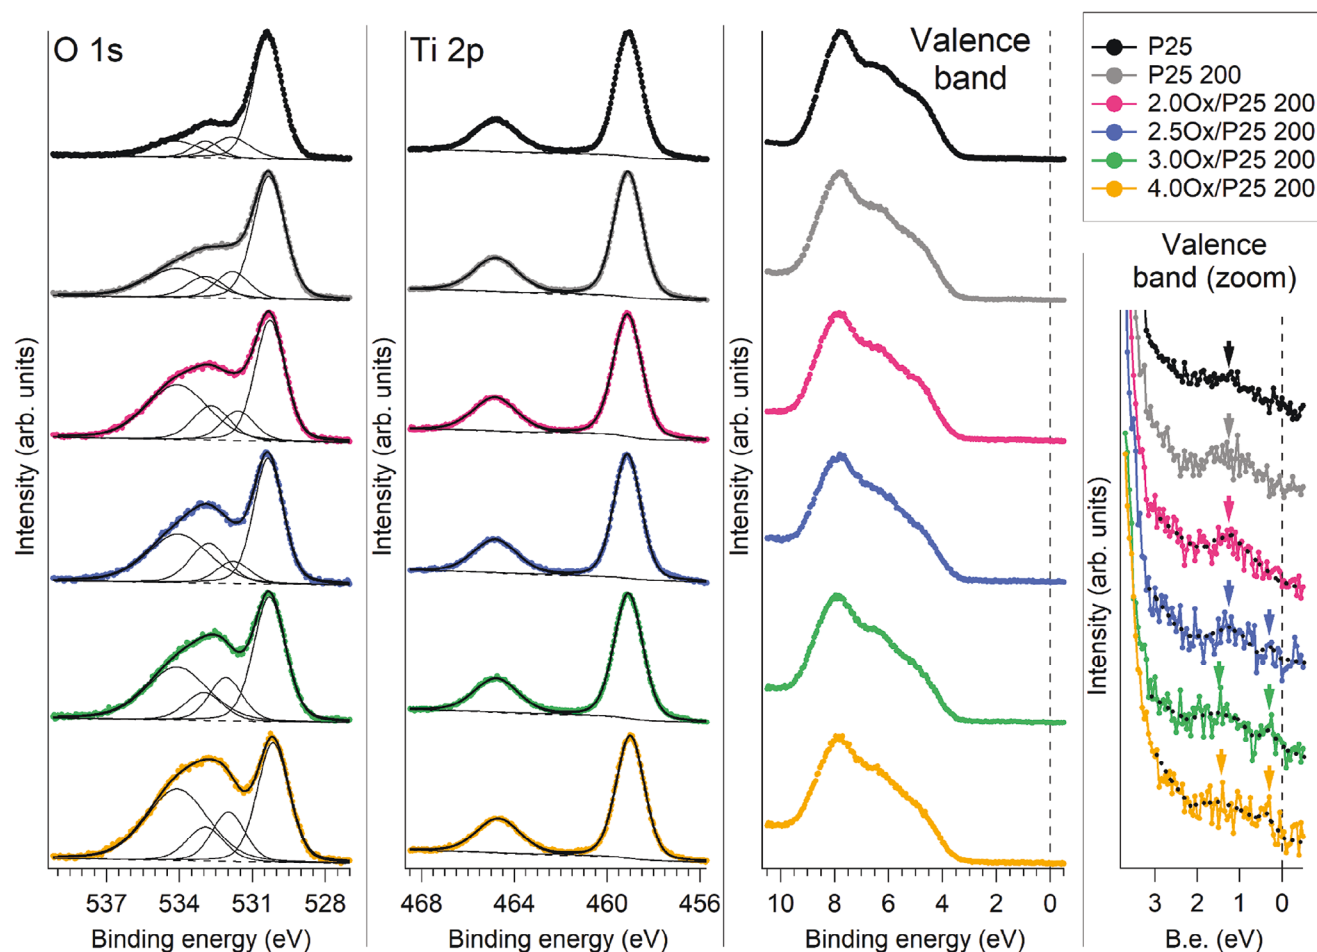 O 1s
Ti 2p
Valence
band
P25
P25 200
2.0Ox/P25 200
2.5Ox/P25 200
3.0Ox/P25 200
4.0Ox/P25 200
Valence
band (zoom)
Intensity (arb. units)
Intensity (arb. units)
Intensity (arb. units)
Intensity (arb. units)
537 534 531 528
468 464 460 456
10 8 6 4 2 0
3 2 1 0
Binding energy (eV)
Binding energy (eV)
Binding energy (eV)
B.e. (eV)